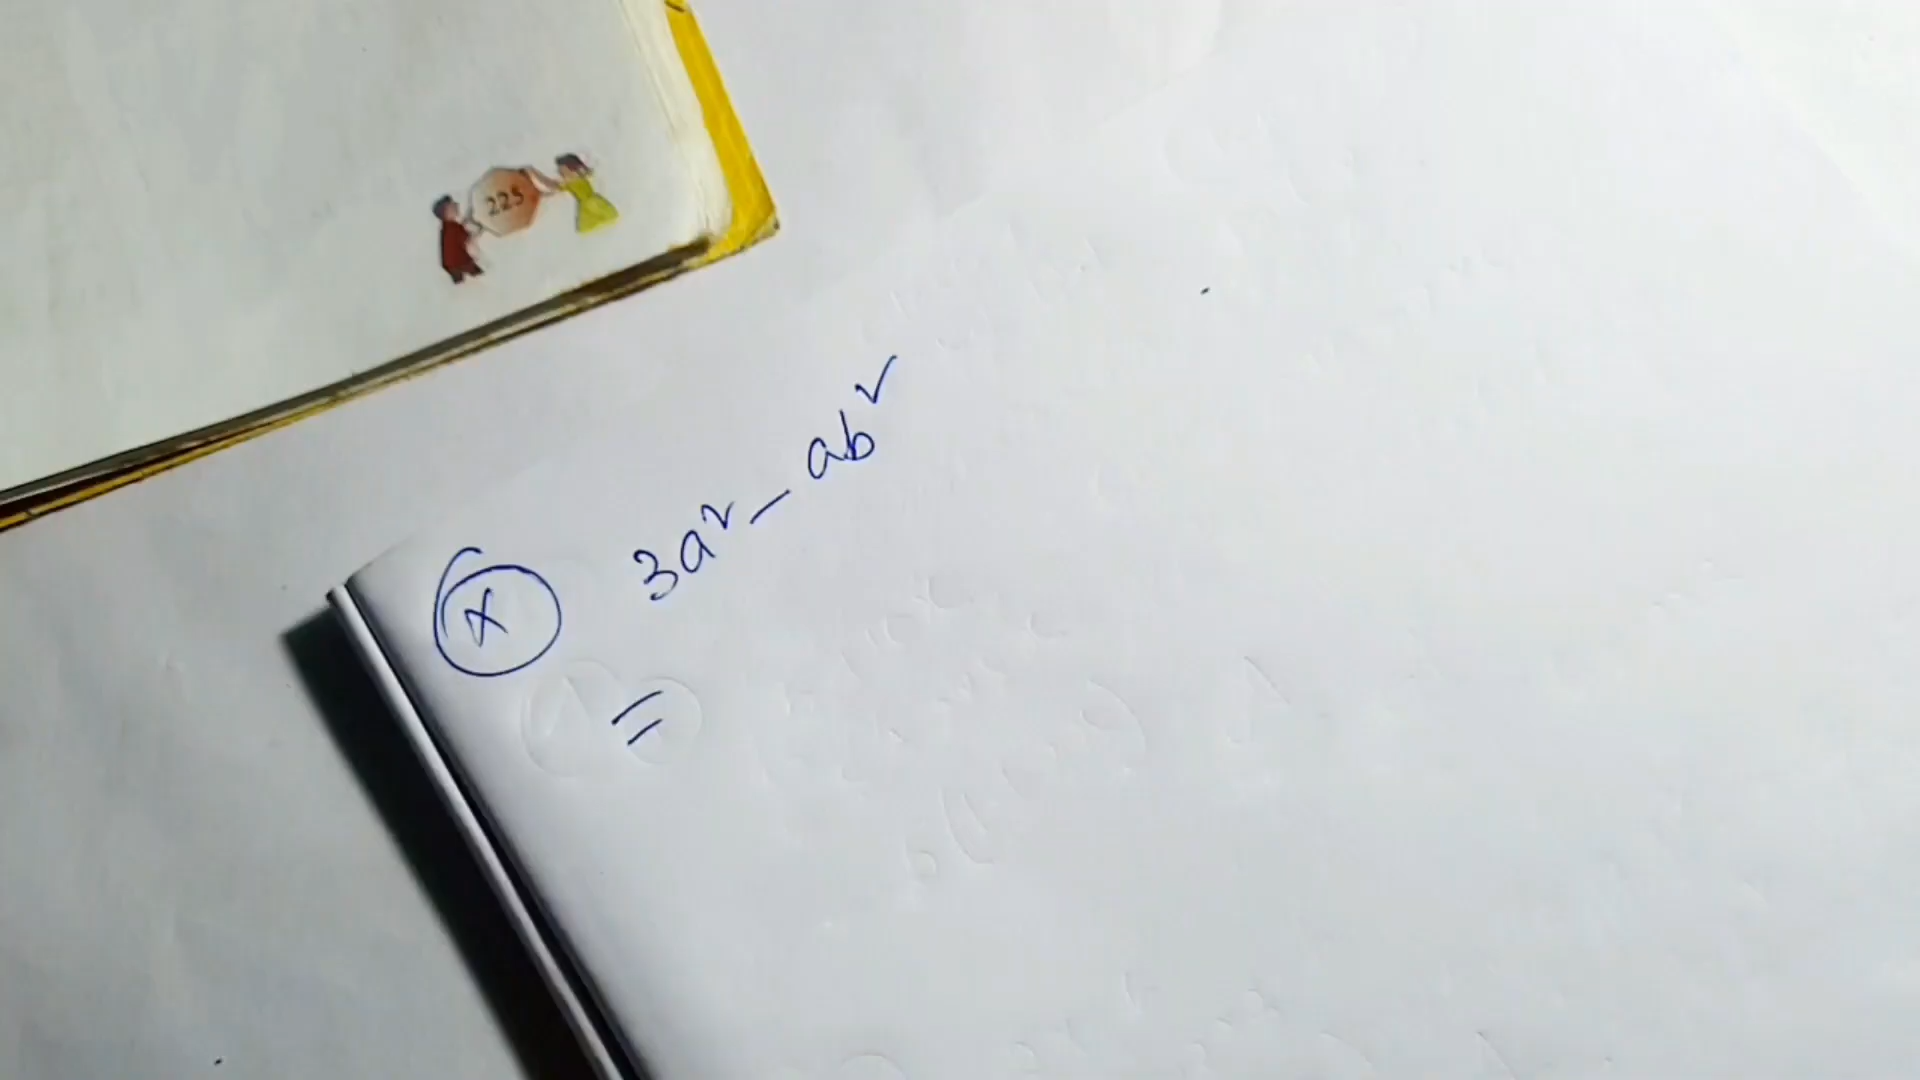 225
(x) 3a² - ab²
=